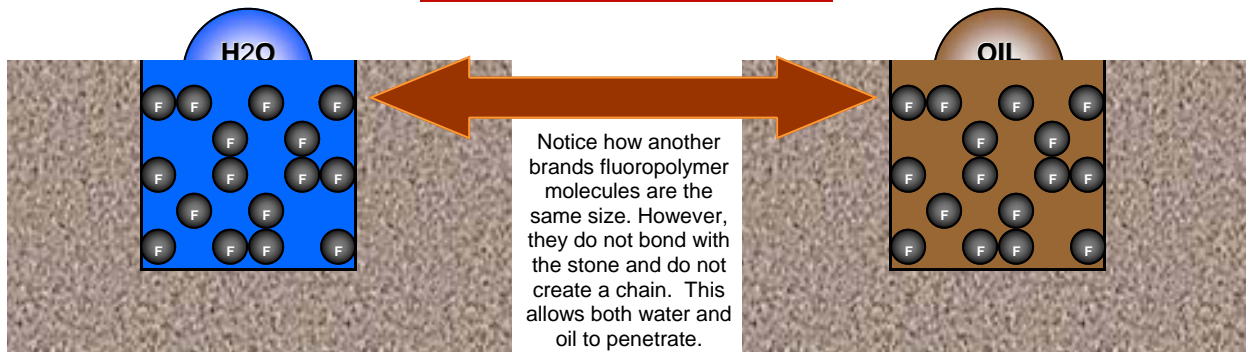 H2O
F F F F
F F
F F F F
F F
F F F F
Notice how another
brands fluoropolymer
molecules are the
same size. However,
they do not bond with
the stone and do not
create a chain. This
allows both water and
oil to penetrate.
OIL
F F F F
F F
F F F F
F F
F F F F